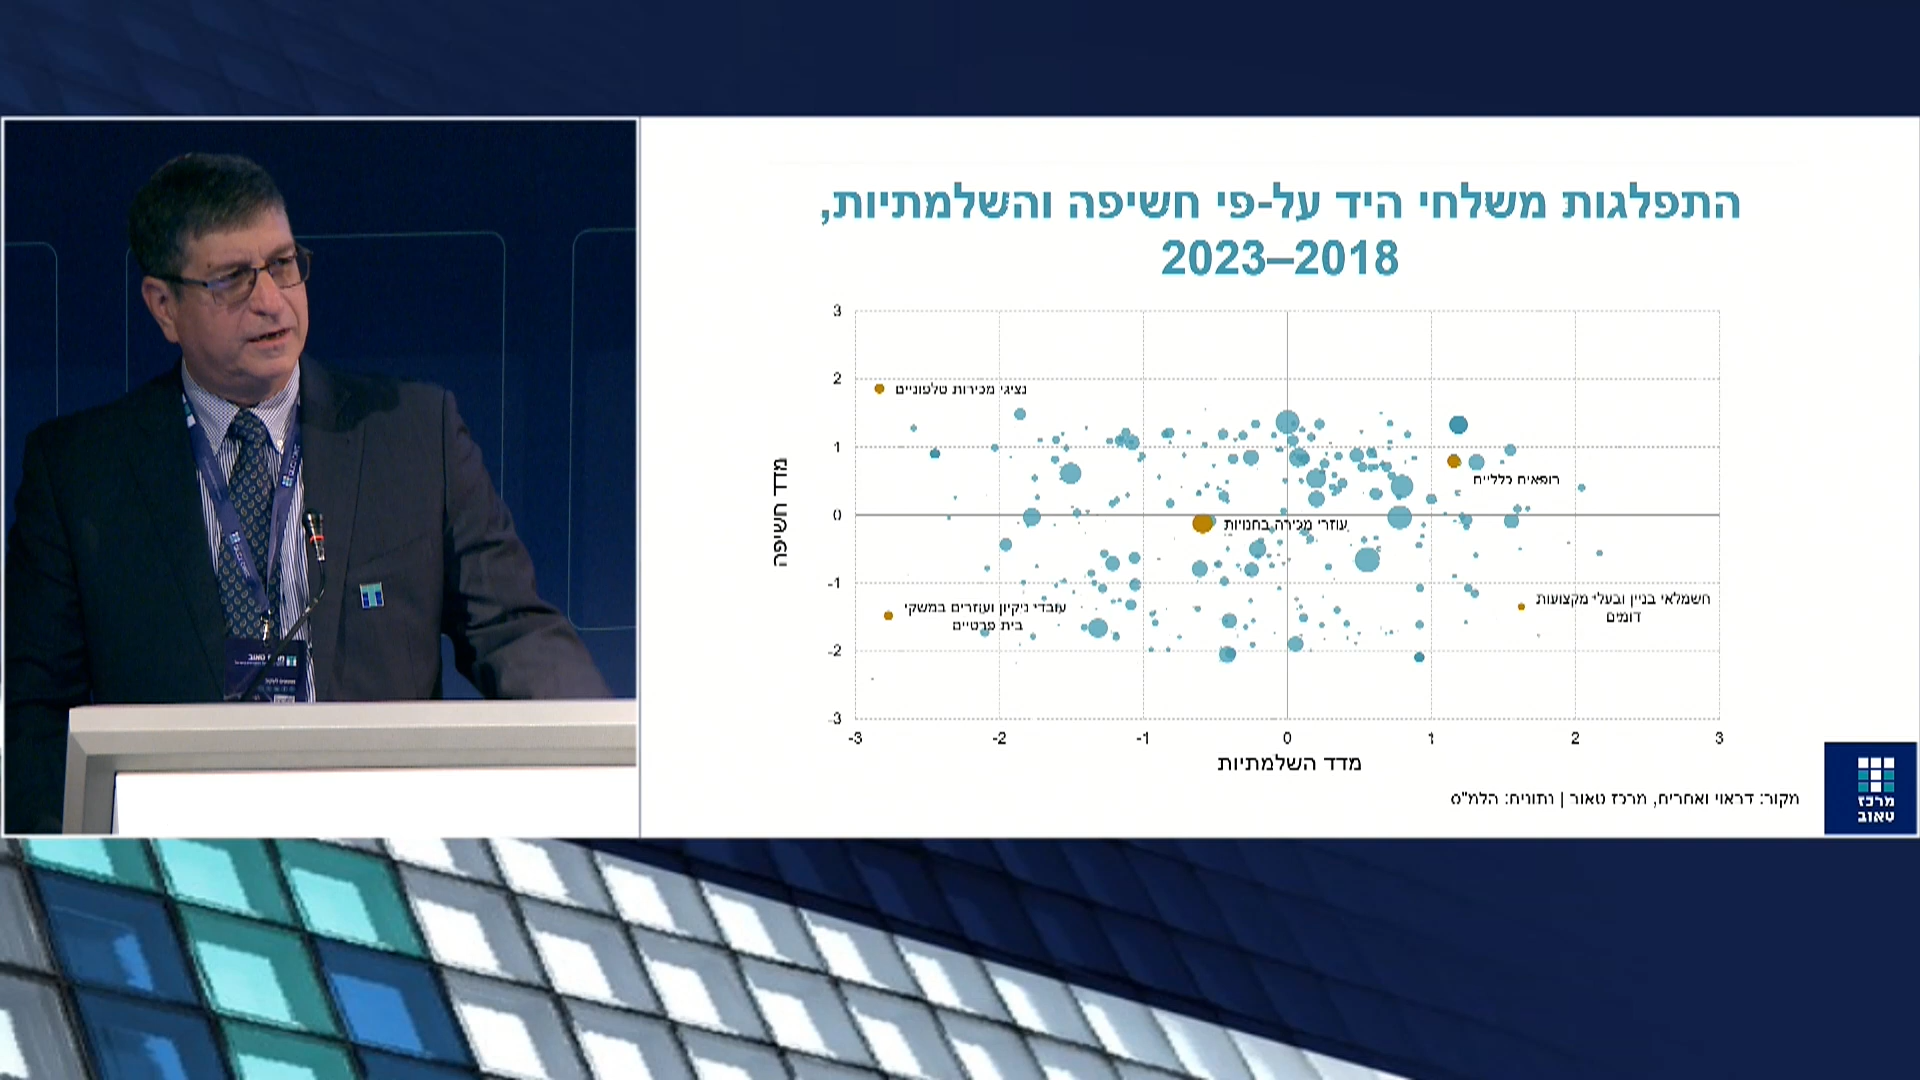 התפלגות משלחי היד על-פי חשיפה והשלמתיות,
2023–2018
3
2
1
0
-1
-2
-3
מדד חשיפה
נציגי מכירות טלפוניים
רופאים כלליים
עוזרי מכירה בחנויות
עובדי ניקיון ועוזרים במשקי
בית פרטיים
חשמלאי בניין ובעלי מקצועות
דומים
-3 -2 -1 0 1 2 3
מדד השלמתיות
מקור: דבאוי ואחרים, מרכז טאוב | נתונים: הלמ"ס
מרכז
טאוב